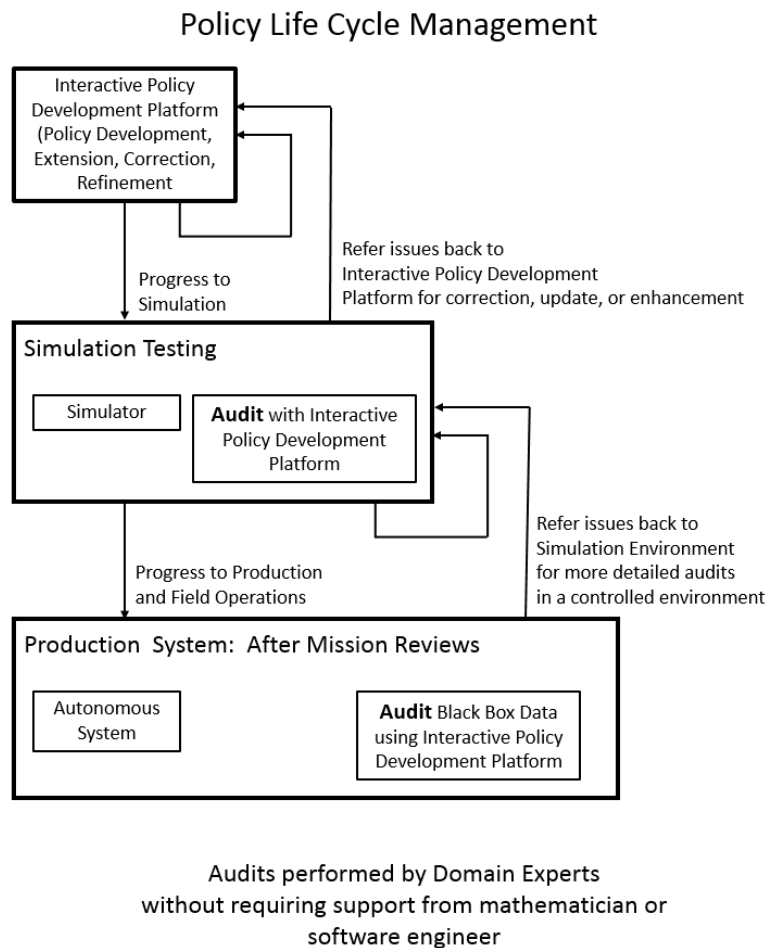 Policy Life Cycle Management
Interactive Policy
Development Platform
(Policy Development,
Extension, Correction,
Refinement
Progress to
Simulation
Refer issues back to
Interactive Policy Development
Platform for correction, update, or enhancement
Simulation Testing
Simulator
Audit with Interactive
Policy Development
Platform
Progress to Production
and Field Operations
Refer issues back to
Simulation Environment
for more detailed audits
in a controlled environment
Production System: After Mission Reviews
Autonomous
System
Audit Black Box Data
using Interactive Policy
Development Platform
Audits performed by Domain Experts
without requiring support from mathematician or
software engineer